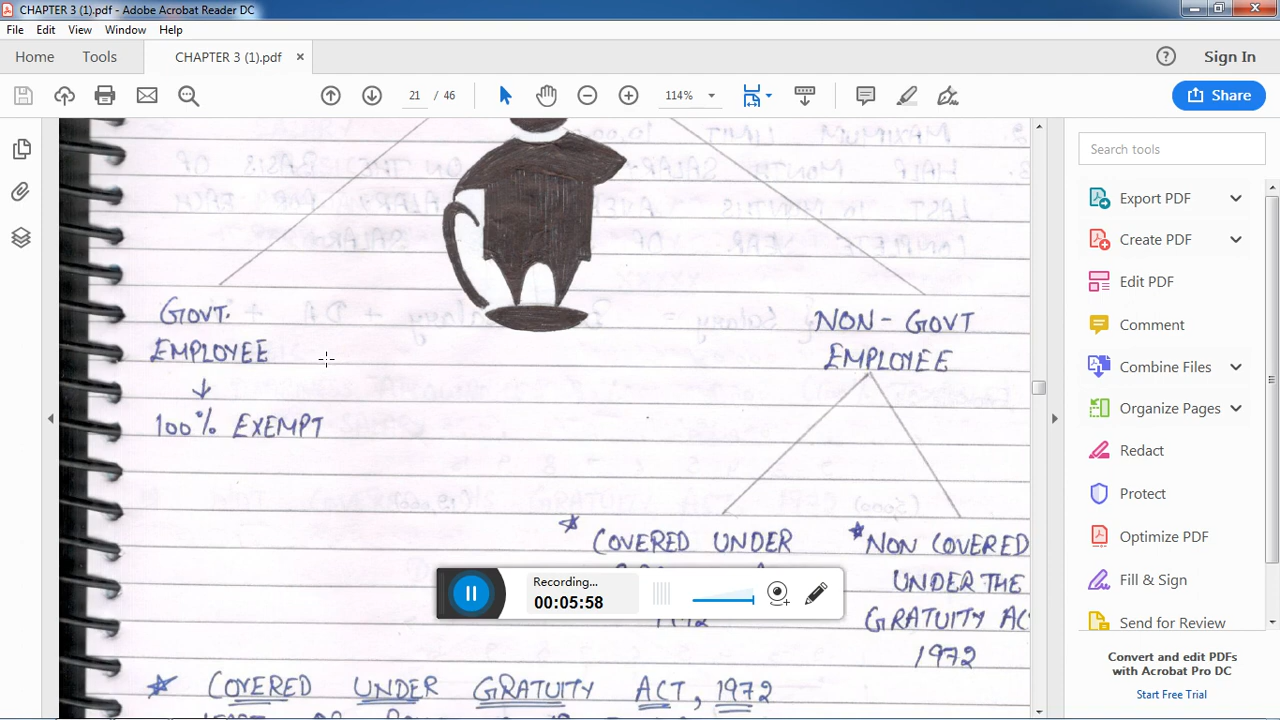 CHAPTER 3 (1).pdf - Adobe Acrobat Reader DC
File Edit View Window Help
Home Tools CHAPTER 3 (1).pdf × Sign In
21 / 46 114% Share
Search tools
Export PDF
Create PDF
Edit PDF
Comment
Combine Files
Organize Pages
Redact
Protect
Optimize PDF
Fill & Sign
Send for Review
Convert and edit PDFs
with Acrobat Pro DC
Start Free Trial
GOVT.
EMPLOYEE
↓
100% EXEMPT
NON - GOVT
EMPLOYEE
* COVERED UNDER
1972
* NON COVERED
UNDER THE
GRATUITY AC
1972
Recording...
00:05:58
* COVERED UNDER GRATUITY ACT, 1972